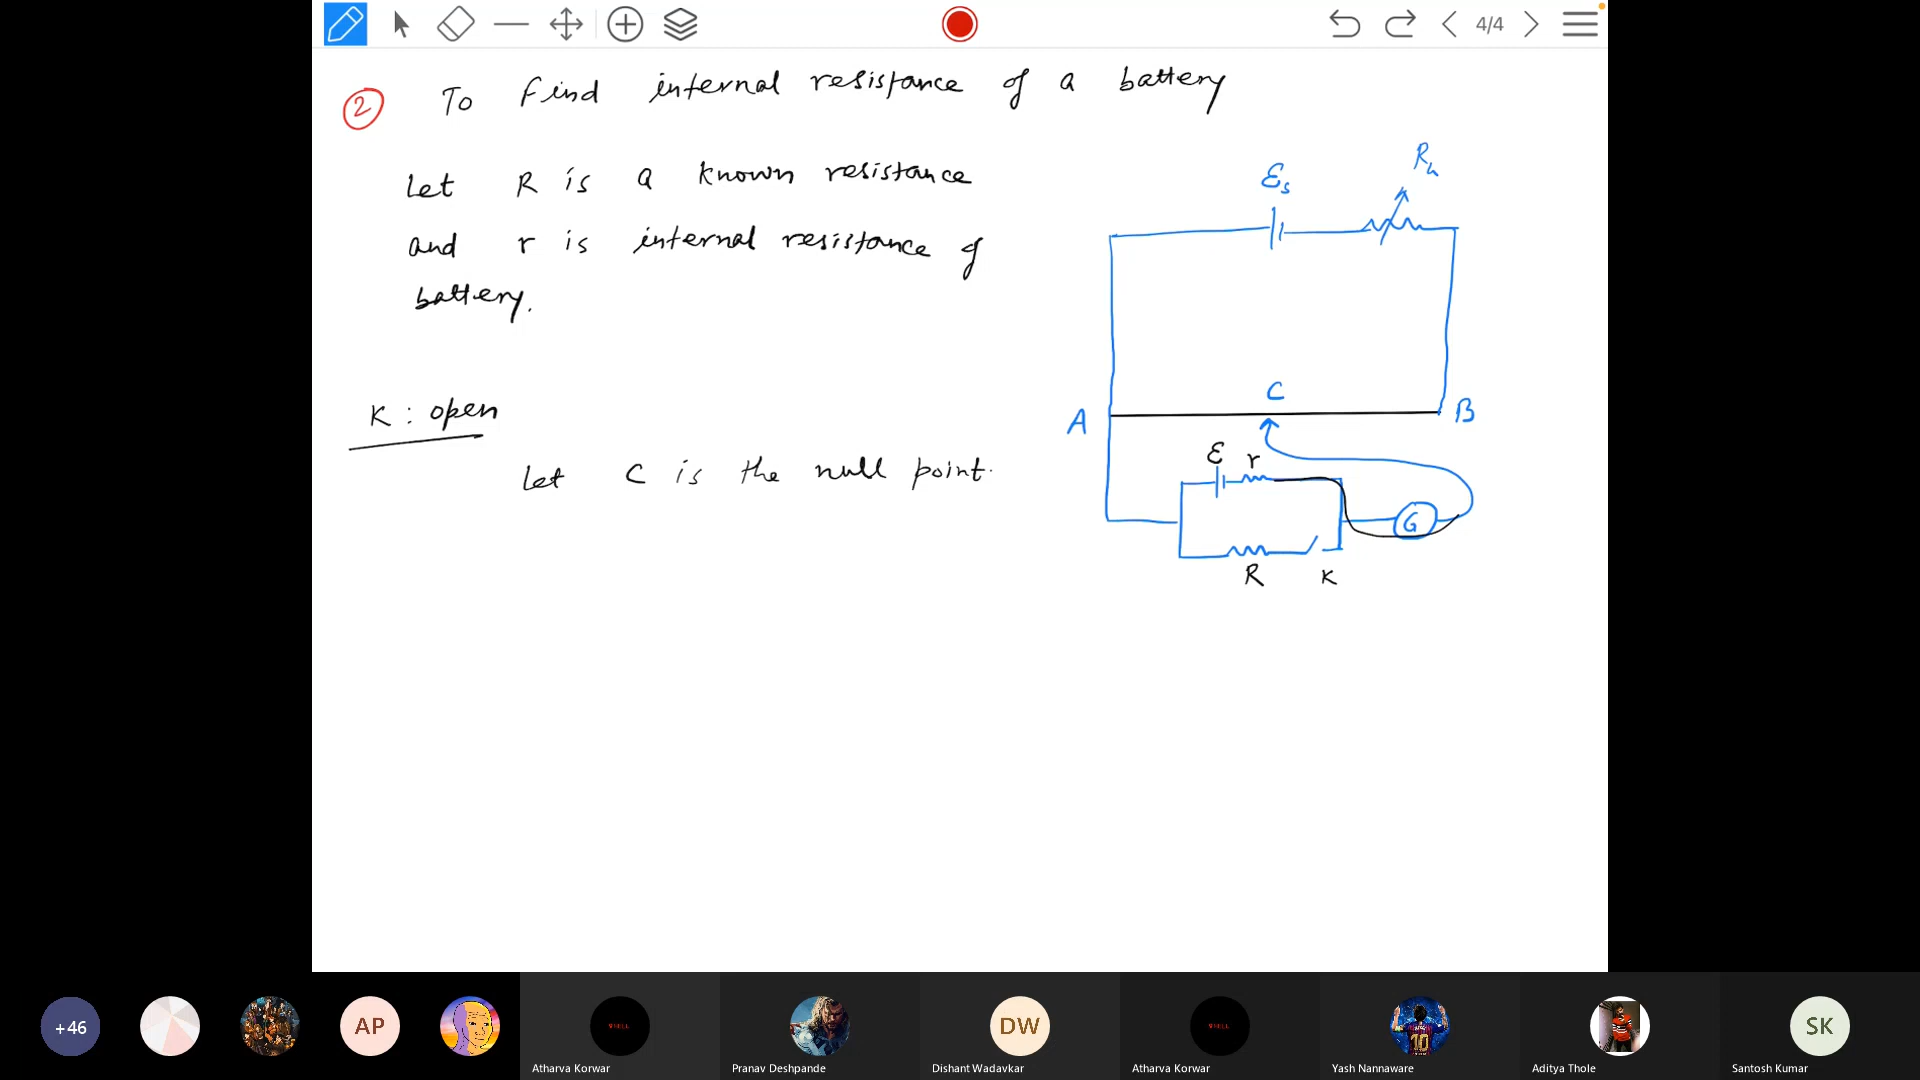 4/4
② To find internal resistance of a battery
Let R is a known resistance
and r is internal resistance of
battery.
K : open
Let C is the null point.
Ɛs
Rh
A
C
B
Ɛ r
G
R K
+46
AP
DW
10
SK
Atharva Korwar
Pranav Deshpande
Dishant Wadavkar
Atharva Korwar
Yash Nannaware
Aditya Thole
Santosh Kumar